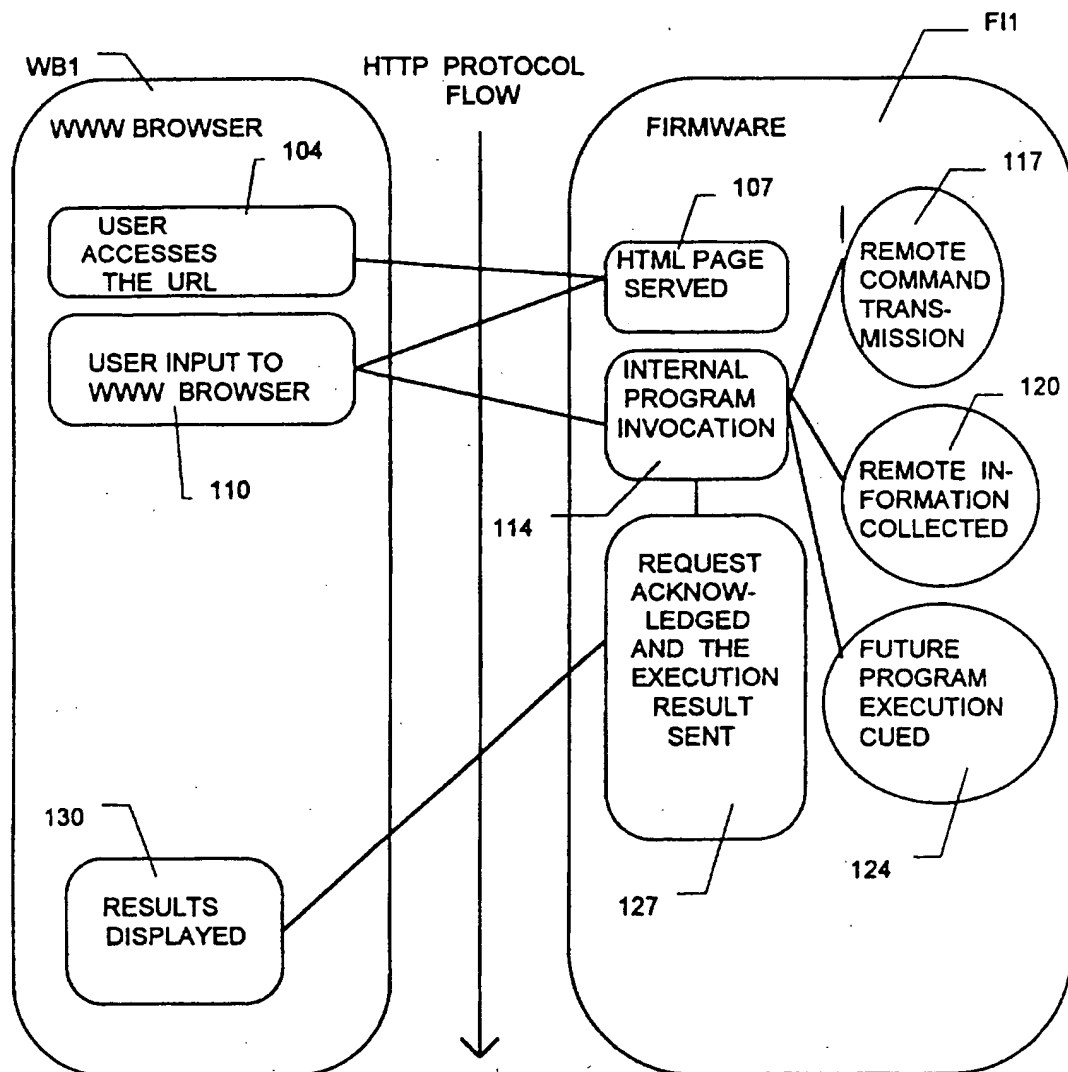 FI1
WB1
HTTP PROTOCOL
FLOW
WWW BROWSER
FIRMWARE
104
117
107
USER
ACCESSES
THE URL
HTML PAGE
SERVED
REMOTE
COMMAND
TRANS-
MISSION
USER INPUT TO
WWW BROWSER
INTERNAL
PROGRAM
INVOCATION
120
REMOTE IN-
FORMATION
COLLECTED
110
114
REQUEST
ACKNOW-
LEDGED
AND THE
EXECUTION
RESULT
SENT
FUTURE
PROGRAM
EXECUTION
CUED
130
124
127
RESULTS
DISPLAYED